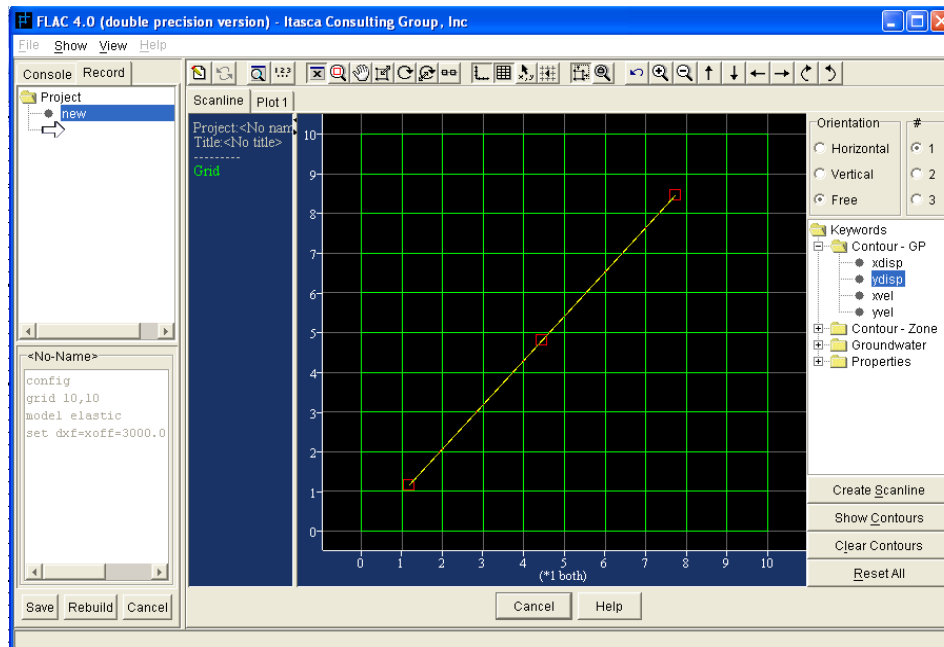 FLAC 4.0 (double precision version) - Itasca Consulting Group, Inc
File Show View Help
Console Record
Project
new
<No-Name>
config
grid 10,10
model elastic
set dxf=xoff=3000.0
Save Rebuild Cancel
1.2.3
Scanline Plot 1
Project:<No nam
Title:<No title>
---------
Grid
10
9
8
7
6
5
4
3
2
1
0
0 1 2 3 4 5 6 7 8 9 10
(*1 both)
Cancel Help
Orientation #
Horizontal 1
Vertical 2
Free 3
Keywords
Contour - GP
xdisp
ydisp
xvel
yvel
Contour - Zone
Groundwater
Properties
Create Scanline
Show Contours
Clear Contours
Reset All